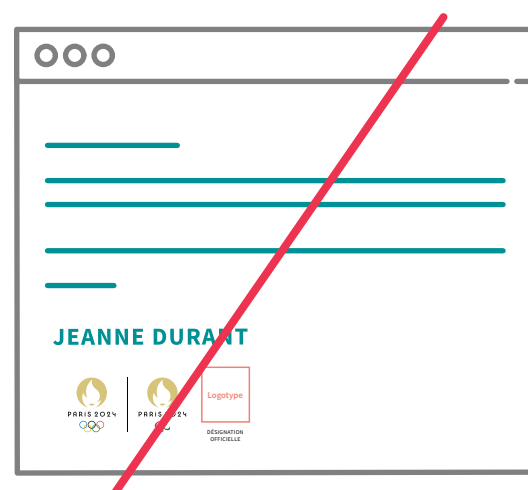 JEANNE DURANT
PARIS 2024 PARIS 2024
Logotype
DÉSIGNATION
OFFICIELLE